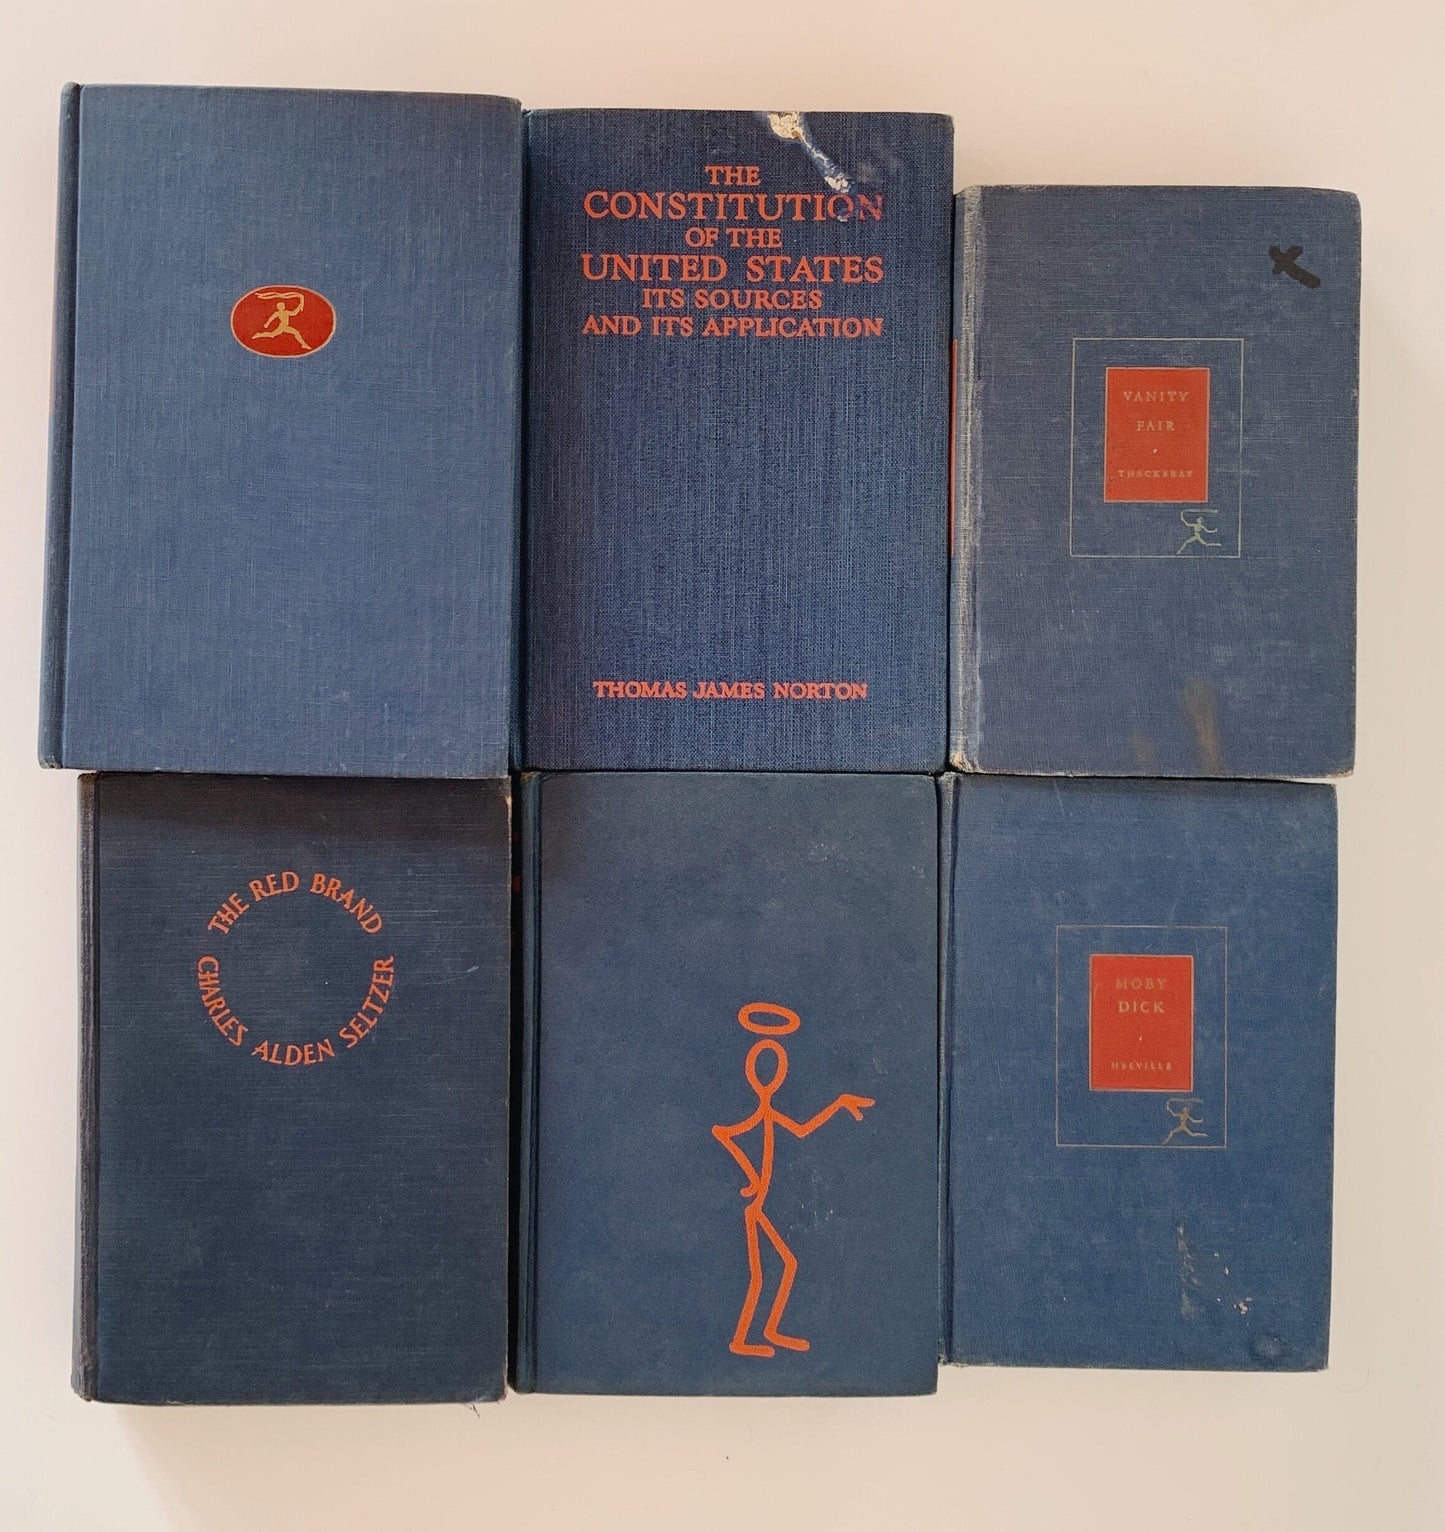 THE
CONSTITUTION
OF THE
UNITED STATES
ITS SOURCES
AND ITS APPLICATION
THOMAS JAMES NORTON
VANITY
FAIR
THACKERAY
THE RED BRAND
CHARLES ALDEN SELTZER
MOBY
DICK
MELVILLE